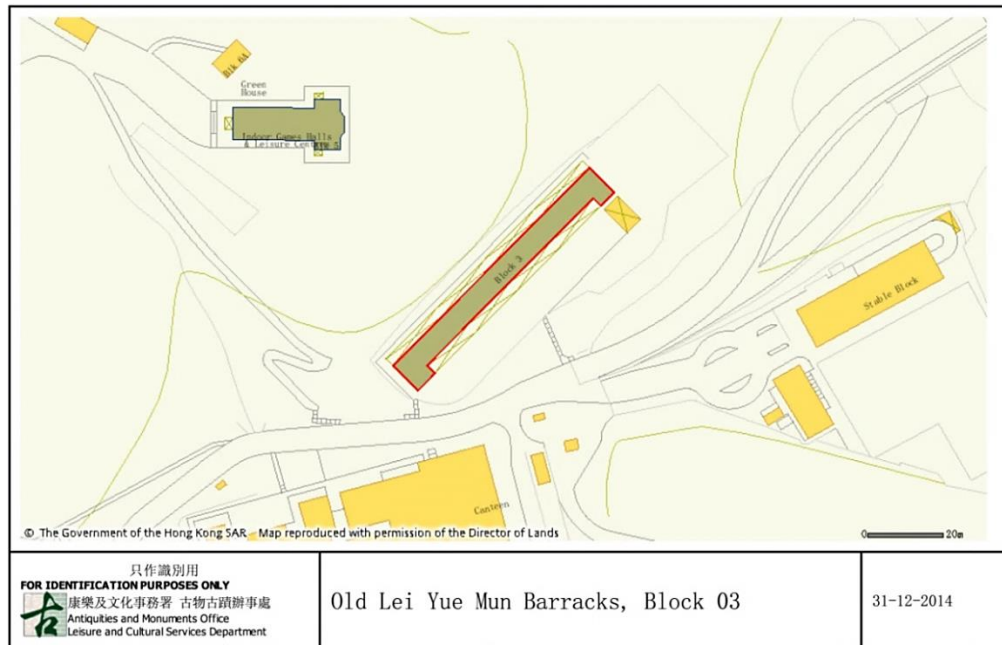 Blk 6A
Green
House
Indoor Games Halls
& Leisure Centre
Block 3
Stable Block
Canteen
© The Government of the Hong Kong SAR Map reproduced with permission of the Director of Lands
0 20m
只作識別用
FOR IDENTIFICATION PURPOSES ONLY
古
康樂及文化事務署 古物古蹟辦事處
Antiquities and Monuments Office
Leisure and Cultural Services Department
Old Lei Yue Mun Barracks, Block 03
31-12-2014